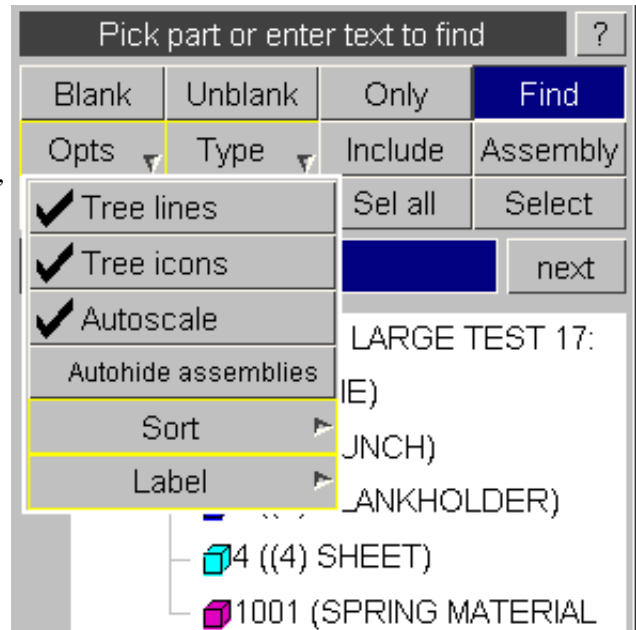 Pick part or enter text to find ?
Blank Unblank Only Find
Opts Type Include Assembly
Tree lines Sel all Select
Tree icons next
Autoscale LARGE TEST 17:
Autohide assemblies IE)
Sort UNCH)
Label LANKHOLDER)
4 ((4) SHEET)
1001 (SPRING MATERIAL